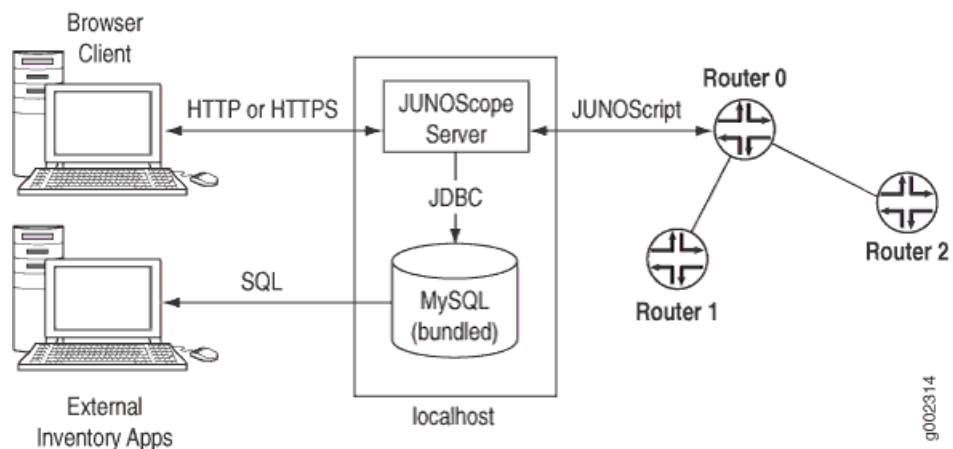 Browser
Client
HTTP or HTTPS
JUNOScope
Server
JUNOScript
Router 0
JDBC
Router 2
SQL
MySQL
(bundled)
Router 1
External
Inventory Apps
localhost
g002314